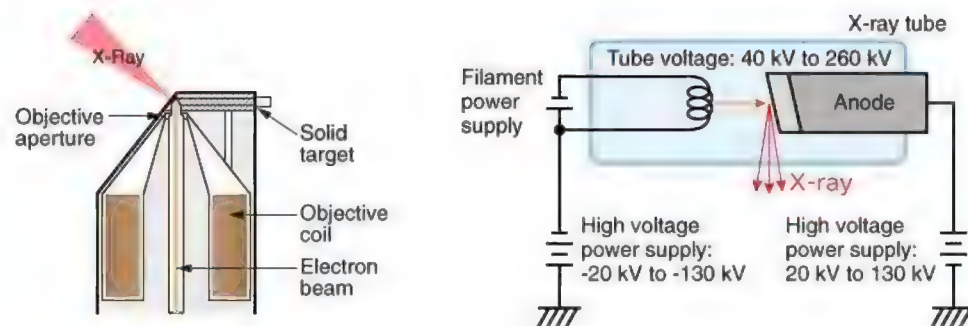 X-Ray
Objective
aperture
Solid
target
Objective
coil
Electron
beam
X-ray tube
Tube voltage: 40 kV to 260 kV
Filament
power
supply
Anode
X-ray
High voltage
power supply:
-20 kV to -130 kV
High voltage
power supply:
20 kV to 130 kV